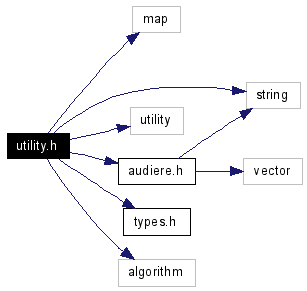 map
string
utility
utility.h
audiere.h
vector
types.h
algorithm